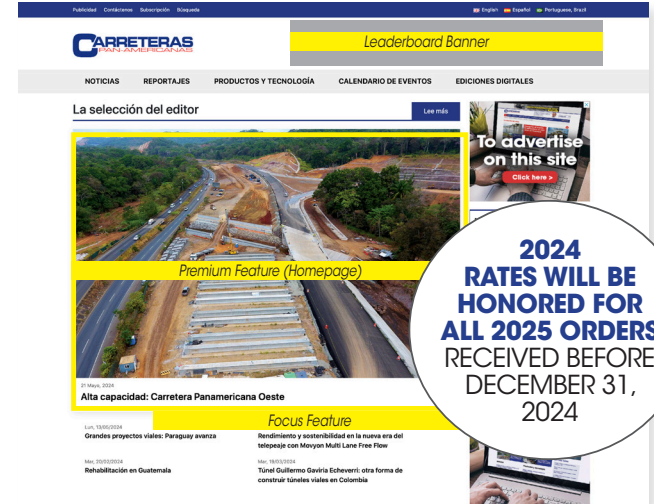 Publicidad Contáctenos Subscripción Búsqueda
English Español Portuguese, Brazil
CARRETERAS
PAN-AMERICANAS
Leaderboard Banner
NOTICIAS REPORTAJES PRODUCTOS Y TECNOLOGÍA CALENDARIO DE EVENTOS EDICIONES DIGITALES
La selección del editor
Lee más
To advertise
on this site
Click here >
Premium Feature (Homepage)
21 Mayo, 2024
Alta capacidad: Carretera Panamericana Oeste
2024
RATES WILL BE
HONORED FOR
ALL 2025 ORDERS
RECEIVED BEFORE
DECEMBER 31,
2024
Focus Feature
Lun, 13/05/2024
Grandes proyectos viales: Paraguay avanza
Rendimiento y sostenibilidad en la nueva era del
telepeaje con Movyon Multi Lane Free Flow
Mar, 20/03/2024
Rehabilitación en Guatemala
Mar, 19/03/2024
Túnel Guillermo Gaviria Echeverri: otra forma de
construir túneles viales en Colombia